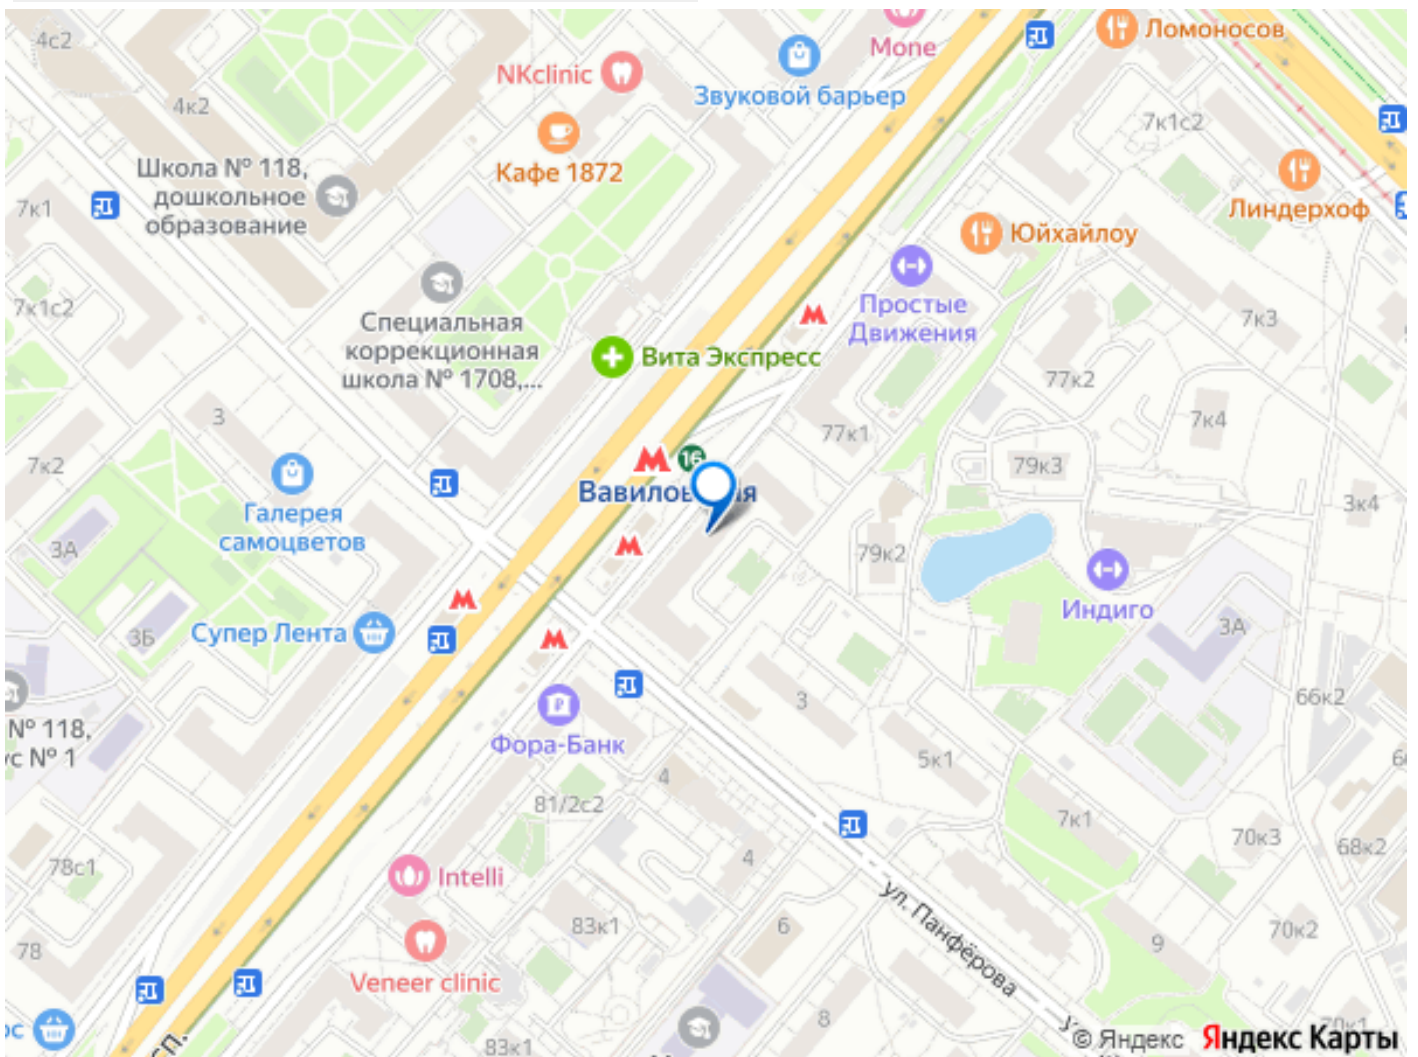 4с2
Mone
Ломоносов
NKclinic
Звуковой барьер
4к2
7к1с2
Кафе 1872
Школа № 118,
дошкольное
образование
7к1
Линдерхоф
Юйхайлоу
7к1с2
Специальная
коррекционная
школа № 1708,...
Простые
Движения
7к3
Вита Экспресс
77к2
3
7к4
77к1
7к2
16
79к3
Галерея
самоцветов
3к4
3А
79к2
Индиго
Супер Лента
3Б
3А
3
66к2
Фора-Банк
№ 118,
5к1
4
81/2с2
7к1
70к3
68к2
4
78с1
Intelli
ул. Панфёрова
83к1
6
9
70к2
78
Veneer clinic
8
83к1
© Яндекс Яндекс Карты